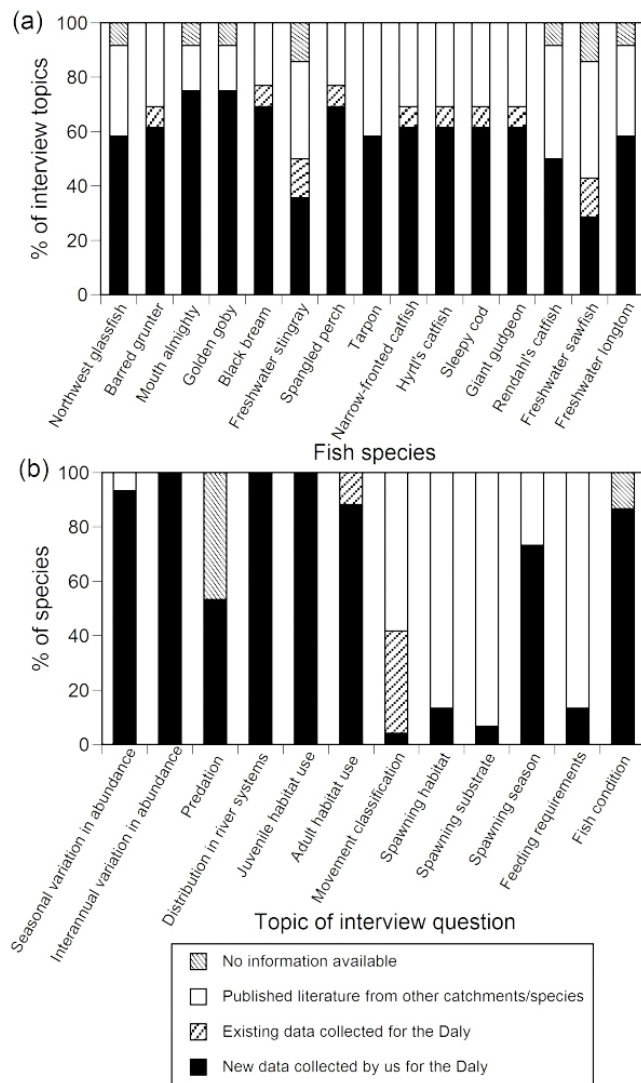 (a)
% of interview topics
100
80
60
40
20
0
Northwest glassfish
Barred grunter
Mouth almighty
Golden goby
Black bream
Freshwater stingray
Spangled perch
Tarpon
Narrow-fronted catfish
Hyrtl's catfish
Sleepy cod
Giant gudgeon
Rendahl's catfish
Freshwater sawfish
Freshwater longtom
Fish species
(b)
% of species
100
80
60
40
20
0
Seasonal variation in abundance
Interannual variation in abundance
Predation
Distribution in river systems
Juvenile habitat use
Adult habitat use
Movement classification
Spawning habitat
Spawning substrate
Spawning season
Feeding requirements
Fish condition
Topic of interview question
No information available
Published literature from other catchments/species
Existing data collected for the Daly
New data collected by us for the Daly